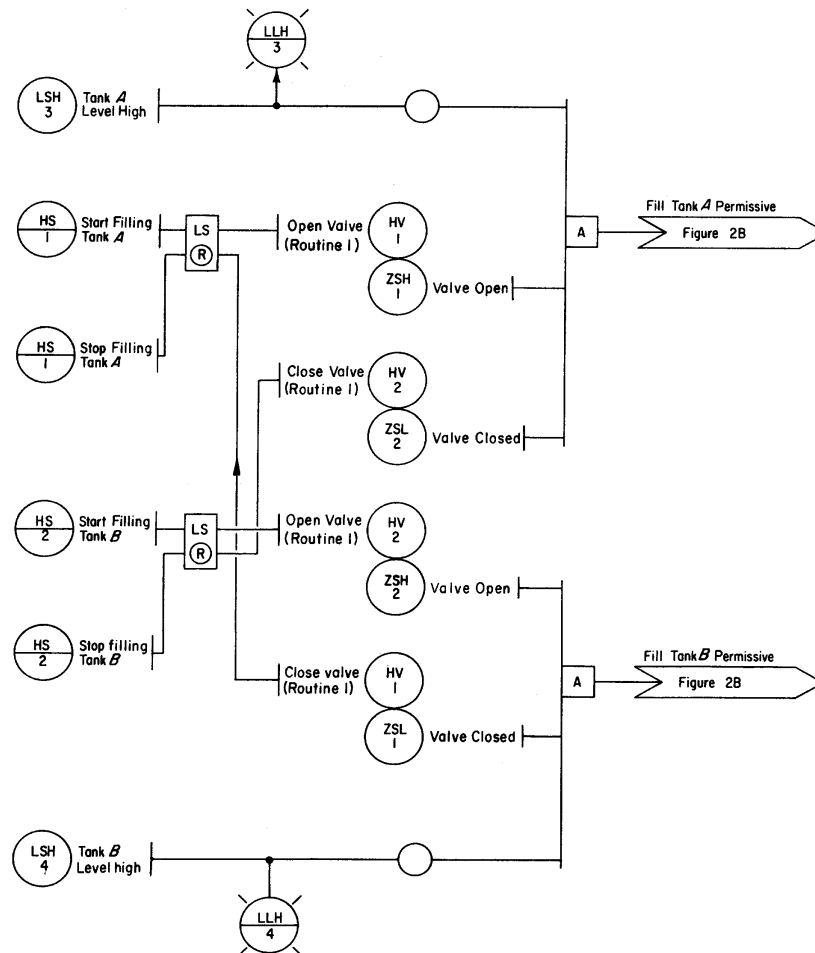 LLH
3
LSH
3
Tank A
Level High
HS
1
Start Filling
Tank A
LS
R
Open Valve
(Routine 1)
HV
1
ZSH
1
Valve Open
A
Fill Tank A Permissive
Figure 2B
HS
1
Stop Filling
Tank A
Close Valve
(Routine 1)
HV
2
ZSL
2
Valve Closed
HS
2
Start Filling
Tank B
LS
R
Open Valve
(Routine 1)
HV
2
ZSH
2
Valve Open
HS
2
Stop filling
Tank B
Close valve
(Routine 1)
HV
1
ZSL
1
Valve Closed
A
Fill Tank B Permissive
Figure 2B
LSH
4
Tank B
Level high
LLH
4